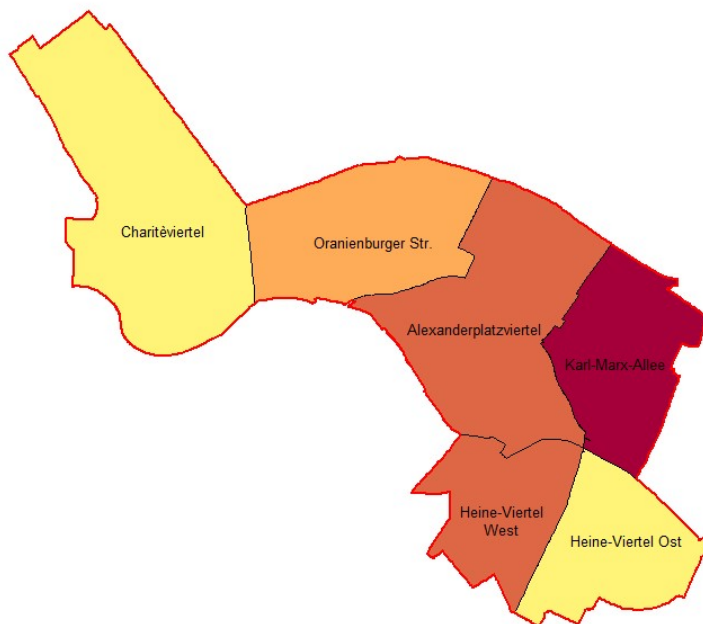 Charitèviertel
Oranienburger Str.
Alexanderplatzviertel
Karl-Marx-Allee
Heine-Viertel
West
Heine-Viertel Ost